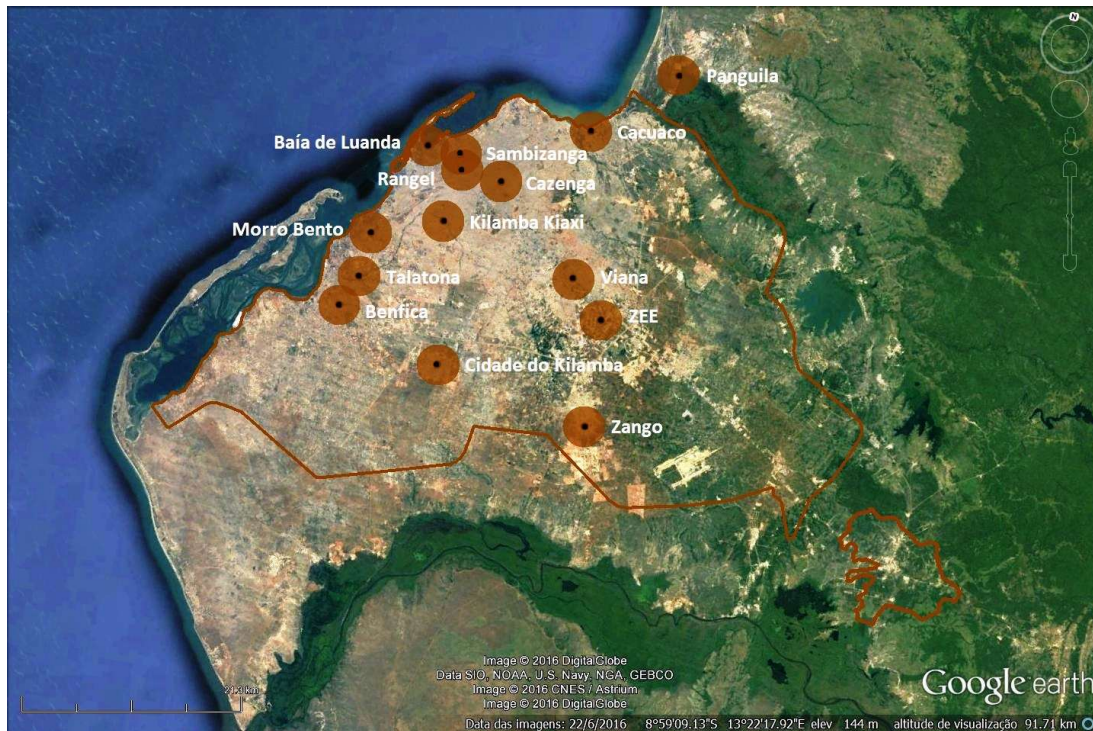 N
Panguila
Cacuaco
Baía de Luanda
Sambizanga
Rangel
Cazenga
Kilamba Kiaxi
Morro Bento
Talatona
Viana
Benfica
ZEE
Cidade do Kilamba
Zango
Image © 2016 DigitalGlobe
Data SIO, NOAA, U.S. Navy, NGA, GEBCO
Image © 2016 CNES / Astrium
Image © 2016 DigitalGlobe
21.3 km
Google earth
Data das imagens: 22/6/2016 8°59'09.13"S 13°22'17.92"E elev 144 m altitude de visualização 91.71 km